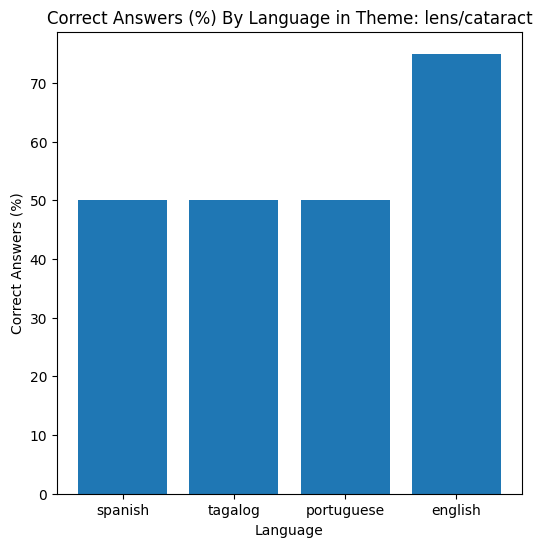 Correct Answers (%) By Language in Theme: lens/cataract
Correct Answers (%)
70
60
50
40
30
20
10
0
spanish tagalog portuguese english
Language